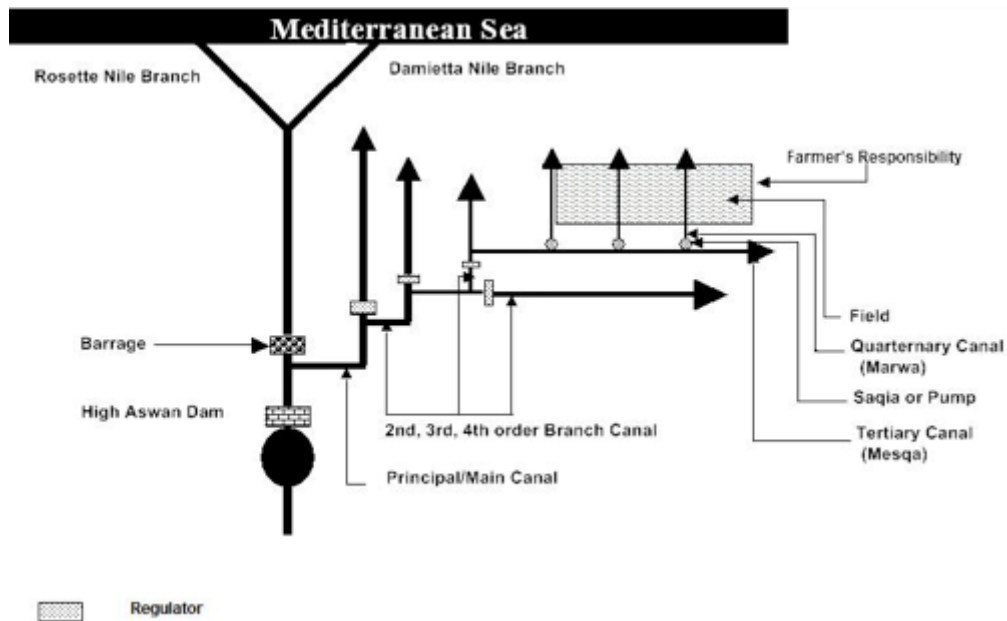 Mediterranean Sea
Rosette Nile Branch
Damietta Nile Branch
Farmer's Responsibility
Barrage
Field
Quarternary Canal
(Marwa)
High Aswan Dam
Saqia or Pump
2nd, 3rd, 4th order Branch Canal
Tertiary Canal
(Mesqa)
Principal/Main Canal
Regulator